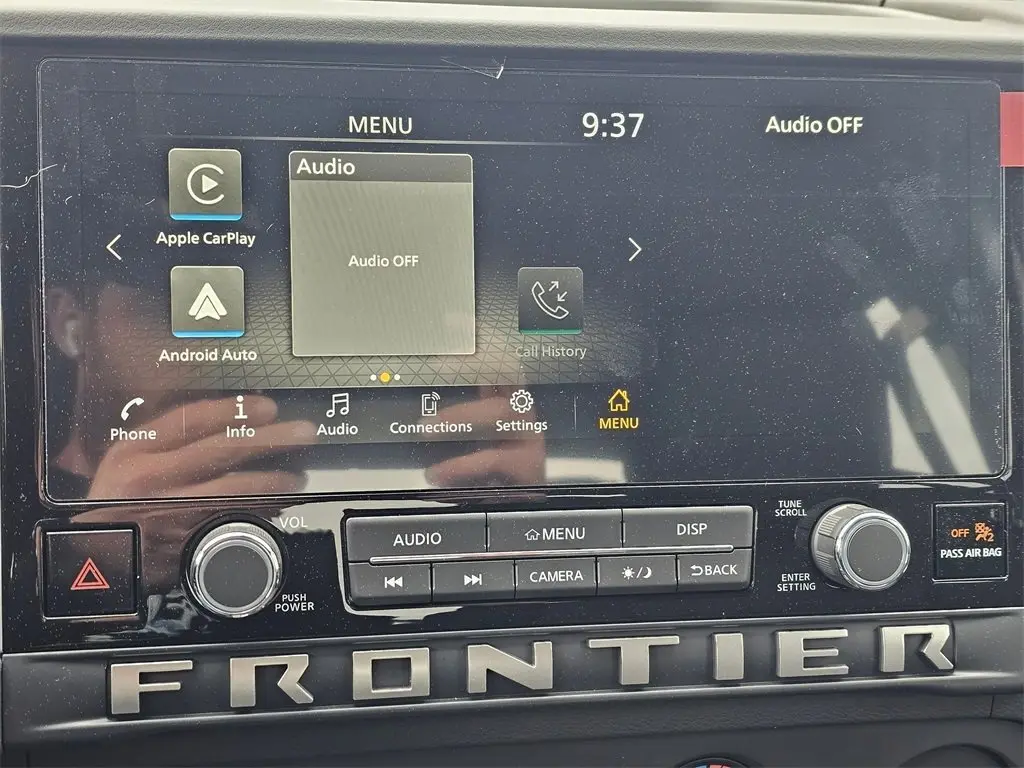 MENU
9:37
Audio OFF
Audio
Apple CarPlay
Audio OFF
Android Auto
Call History
Phone
Info
Audio
Connections
Settings
MENU
VOL
PUSH
POWER
AUDIO
MENU
DISP
CAMERA
BACK
TUNE
SCROLL
ENTER
SETTING
OFF
2
PASS AIR BAG
FRONTIER